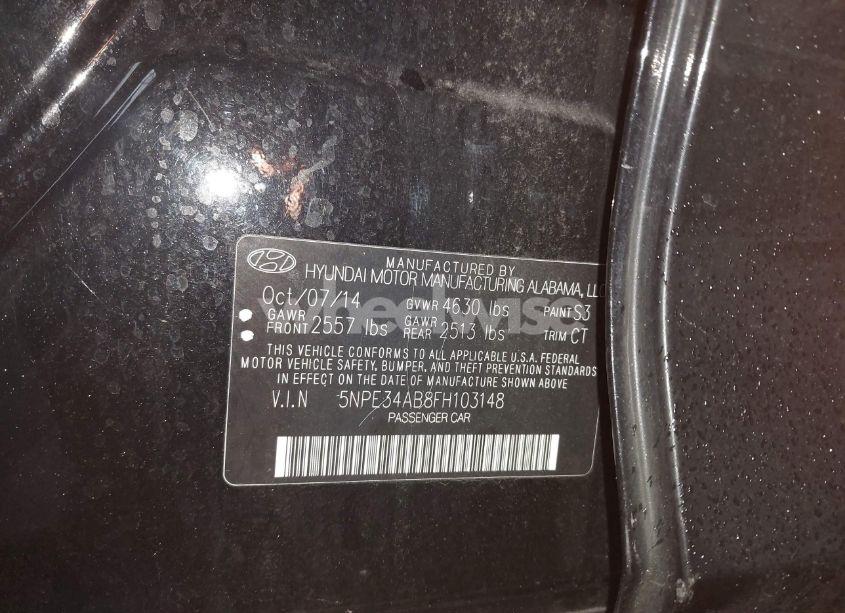 MANUFACTURED BY
HYUNDAI MOTOR MANUFACTURING ALABAMA, LLC
Oct/07/14 GVWR 4630 lbs PAINT S3
GAWR FRONT 2557 lbs GAWR REAR 2513 lbs TRIM CT
THIS VEHICLE CONFORMS TO ALL APPLICABLE U.S.A. FEDERAL
MOTOR VEHICLE SAFETY, BUMPER, AND THEFT PREVENTION STANDARDS
IN EFFECT ON THE DATE OF MANUFACTURE SHOWN ABOVE
V.I.N 5NPE34AB8FH103148
PASSENGER CAR
wheelwise